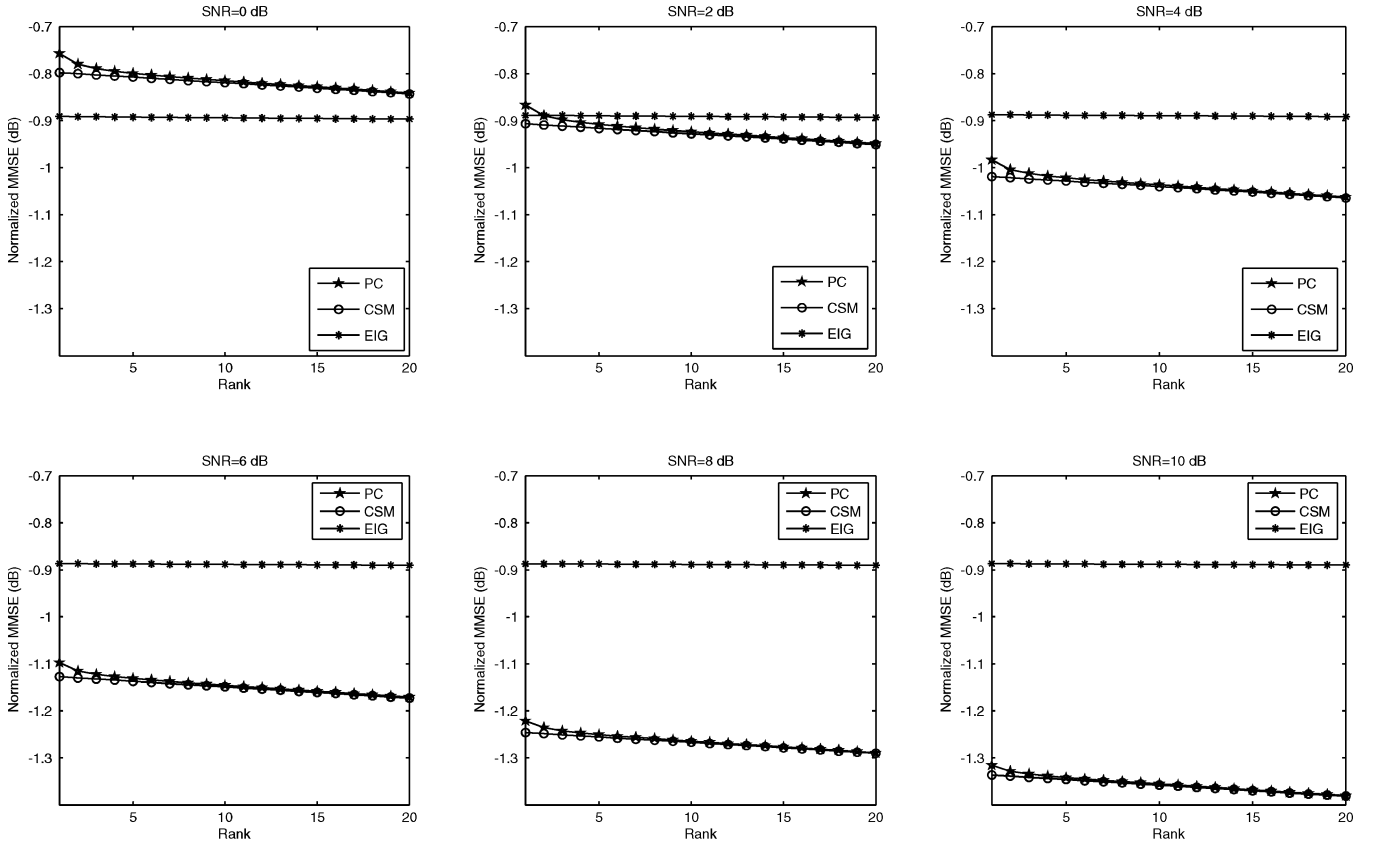 SNR=0 dB
-0.7
-0.8
-0.9
-1
-1.1
-1.2
-1.3
Normalized MMSE (dB)
5
10
15
20
Rank
PC
CSM
EIG
SNR=2 dB
-0.7
-0.8
-0.9
-1
-1.1
-1.2
-1.3
Normalized MMSE (dB)
5
10
15
20
Rank
PC
CSM
EIG
SNR=4 dB
-0.7
-0.8
-0.9
-1
-1.1
-1.2
-1.3
Normalized MMSE (dB)
5
10
15
20
Rank
PC
CSM
EIG
SNR=6 dB
-0.7
-0.8
-0.9
-1
-1.1
-1.2
-1.3
Normalized MMSE (dB)
5
10
15
20
Rank
PC
CSM
EIG
SNR=8 dB
-0.7
-0.8
-0.9
-1
-1.1
-1.2
-1.3
Normalized MMSE (dB)
5
10
15
20
Rank
PC
CSM
EIG
SNR=10 dB
-0.7
-0.8
-0.9
-1
-1.1
-1.2
-1.3
Normalized MMSE (dB)
5
10
15
20
Rank
PC
CSM
EIG